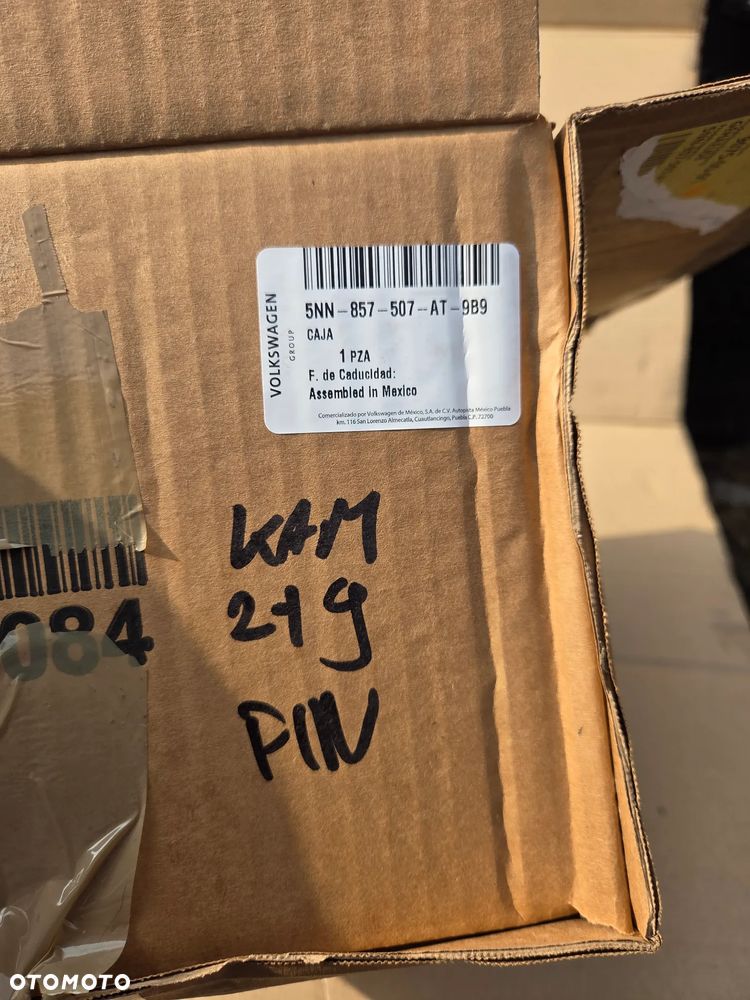 VOLKSWAGEN
GROUP
5NN-857-507-AT-9B9
CAJA
1 PZA
F. de Caducidad:
Assembled in Mexico
Comercializado por Volkswagen de México, S.A. de C.V. Autopista México-Puebla
km. 116 San Lorenzo Almecatla, Cuautlancingo, Puebla C.P. 72700
KAM
219
PIN
084
OTOMOTO